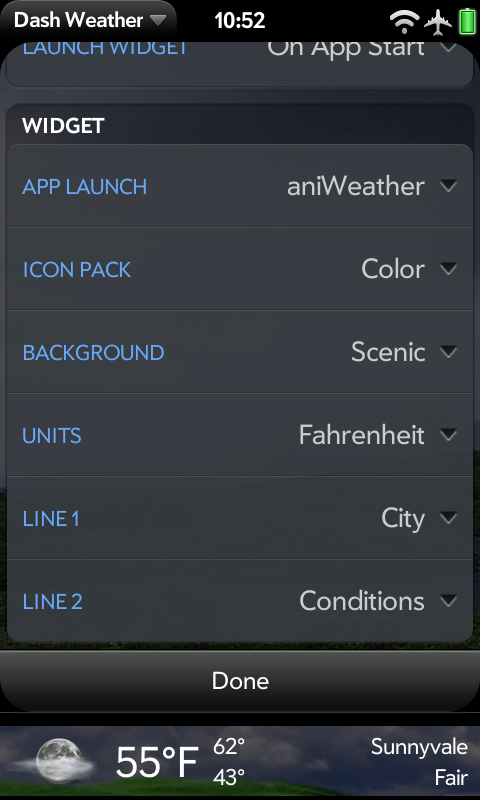 Dash Weather 10:52
LAUNCH WIDGET On App Start
WIDGET
APP LAUNCH aniWeather
ICON PACK Color
BACKGROUND Scenic
UNITS Fahrenheit
LINE 1 City
LINE 2 Conditions
Done
55°F 62° Sunnyvale
43° Fair